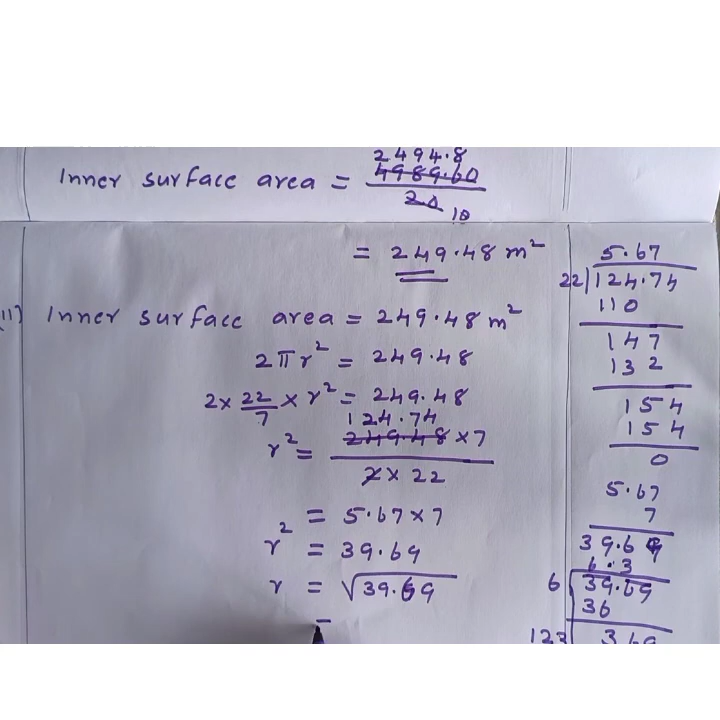 2494.8
Inner surface area = 4989.60
20 10
= 249.48 m²
(11) Inner surface area = 249.48 m²
2πr² = 249.48
2 × 22/7 × r² = 249.48
124.74
r² = 249.48 × 7
2 × 22
= 5.67 × 7
r² = 39.69
r = √39.69
=
5.67
22) 124.74
110
147
132
154
154
0
5.67
7
39.69
6.3
6 39.69
36
123 369